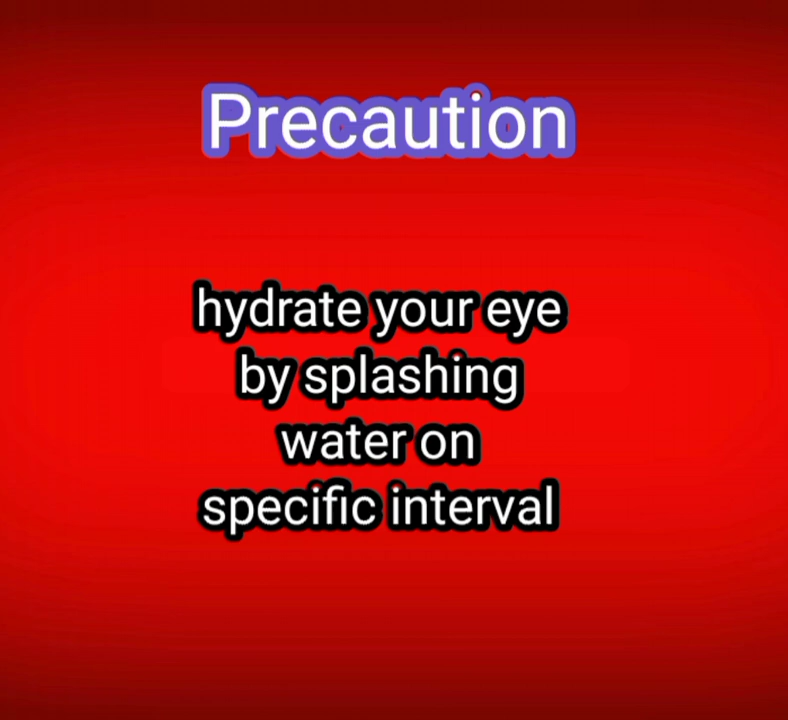 Precaution
hydrate your eye
by splashing
water on
specific interval